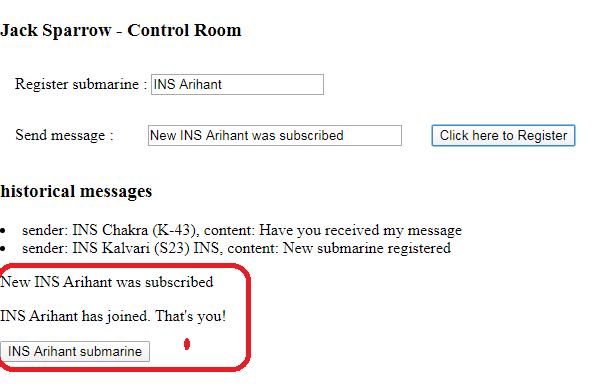 Jack Sparrow - Control Room
Register submarine : INS Arihant
Send message : New INS Arihant was subscribed Click here to Register
historical messages
sender: INS Chakra (K-43), content: Have you received my message
sender: INS Kalvari (S23) INS, content: New submarine registered
New INS Arihant was subscribed
INS Arihant has joined. That's you!
INS Arihant submarine